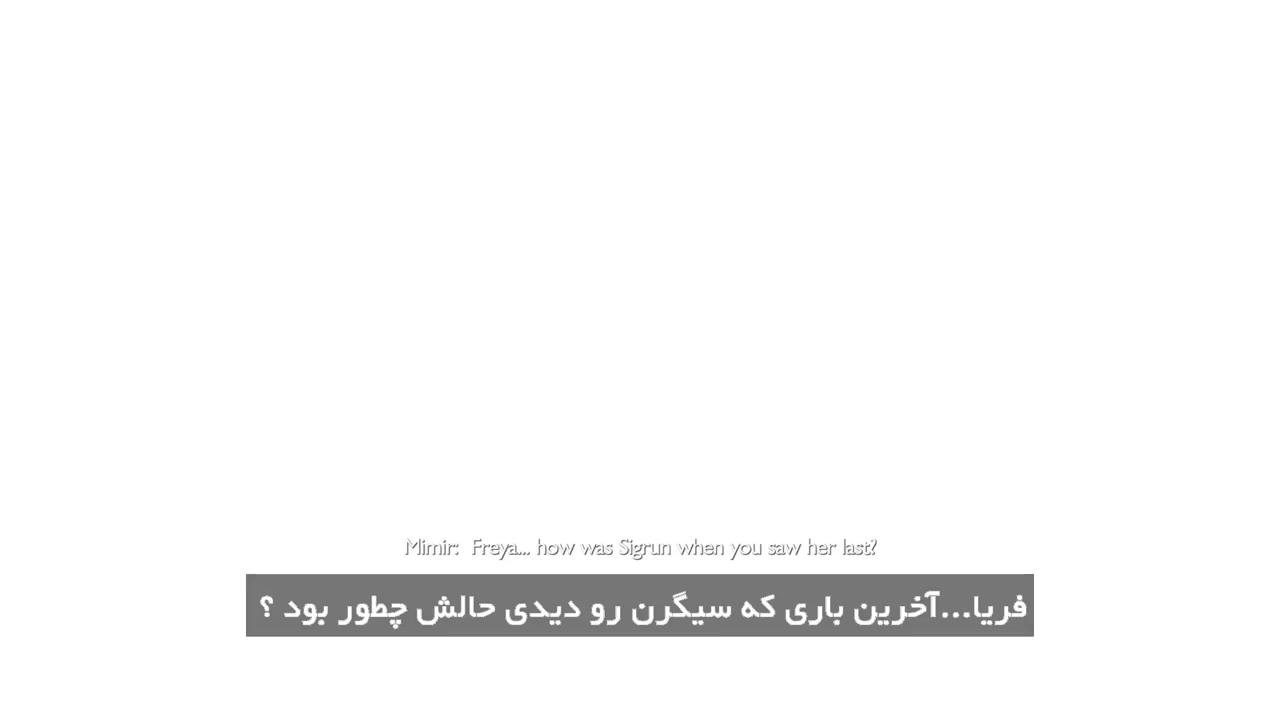 Mimir: Freya... how was Sigrun when you saw her last?
فریا...آخرین باری که سیگرن رو دیدی حالش چطور بود ؟